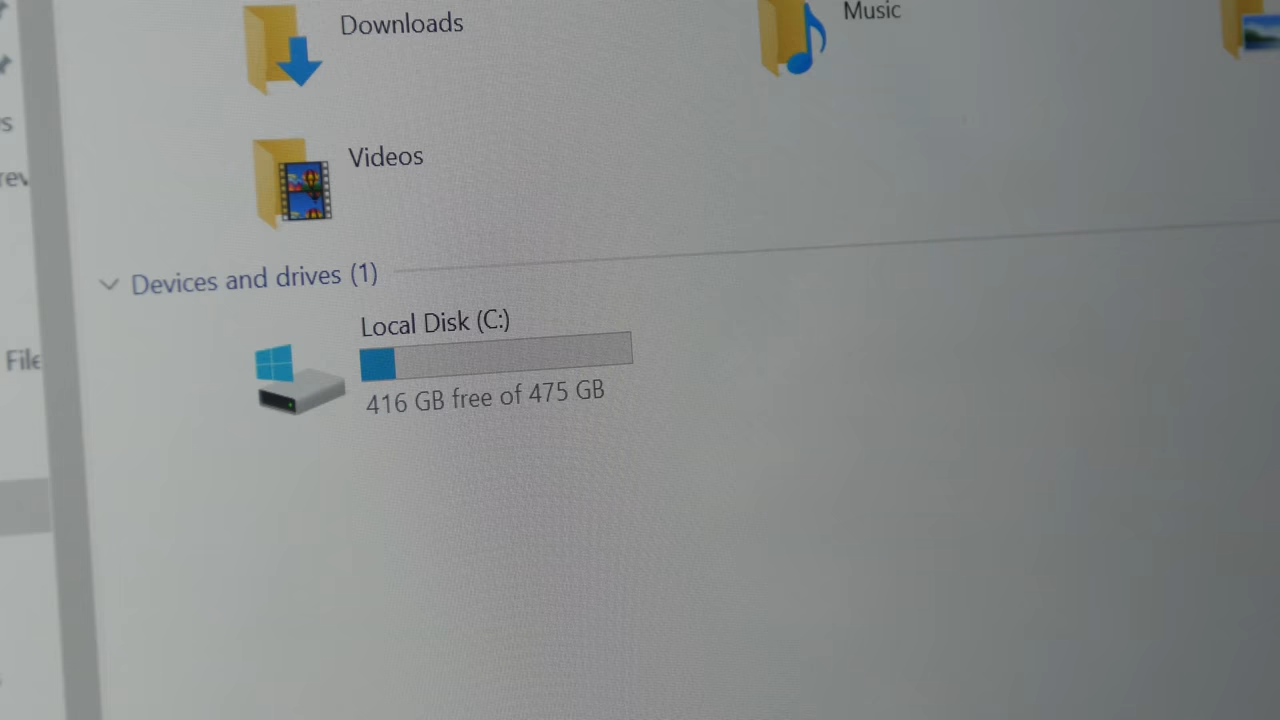 Downloads
Music
Videos
Devices and drives (1)
Local Disk (C:)
416 GB free of 475 GB
File